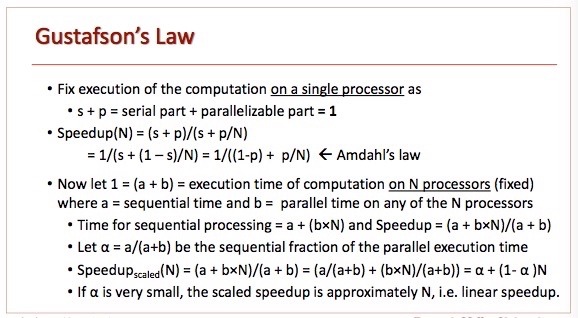 Gustafson's Law
• Fix execution of the computation on a single processor as
• s + p = serial part + parallelizable part = 1
• Speedup(N) = (s + p)/(s + p/N)
= 1/(s + (1 – s)/N) = 1/((1-p) + p/N) ← Amdahl's law
• Now let 1 = (a + b) = execution time of computation on N processors (fixed)
where a = sequential time and b = parallel time on any of the N processors
• Time for sequential processing = a + (b×N) and Speedup = (a + b×N)/(a + b)
• Let α = a/(a+b) be the sequential fraction of the parallel execution time
• Speedupscaled(N) = (a + b×N)/(a + b) = (a/(a+b) + (b×N)/(a+b)) = α + (1- α )N
• If α is very small, the scaled speedup is approximately N, i.e. linear speedup.